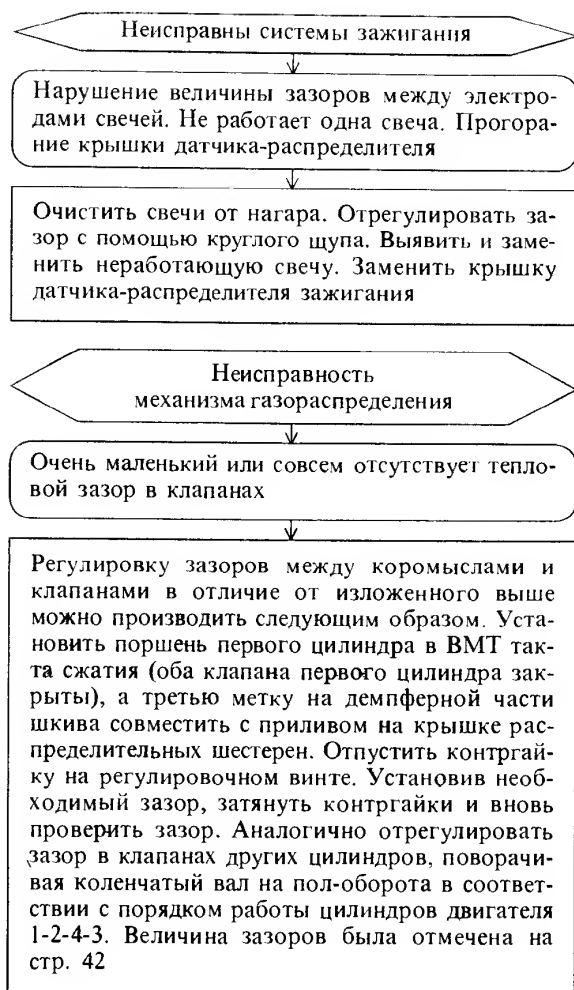 Неисправны системы зажигания
Нарушение величины зазоров между электро-
дами свечей. Не работает одна свеча. Прогора-
ние крышки датчика-распределителя
Очистить свечи от нагара. Отрегулировать за-
зор с помощью круглого щупа. Выявить и заме-
нить неработающую свечу. Заменить крышку
датчика-распределителя зажигания
Неисправность
механизма газораспределения
Очень маленький или совсем отсутствует тепло-
вой зазор в клапанах
Регулировку зазоров между коромыслами и
клапанами в отличие от изложенного выше
можно производить следующим образом. Уста-
новить поршень первого цилиндра в ВМТ так-
та сжатия (оба клапана первого цилиндра зак-
рыты), а третью метку на демпферной части
шкива совместить с приливом на крышке рас-
пределительных шестерен. Отпустить контргай-
ку на регулировочном винте. Установив необ-
ходимый зазор, затянуть контргайки и вновь
проверить зазор. Аналогично отрегулировать
зазор в клапанах других цилиндров, поворачи-
вая коленчатый вал на пол-оборота в соответ-
ствии с порядком работы цилиндров двигателя
1-2-4-3. Величина зазоров была отмечена на
стр. 42